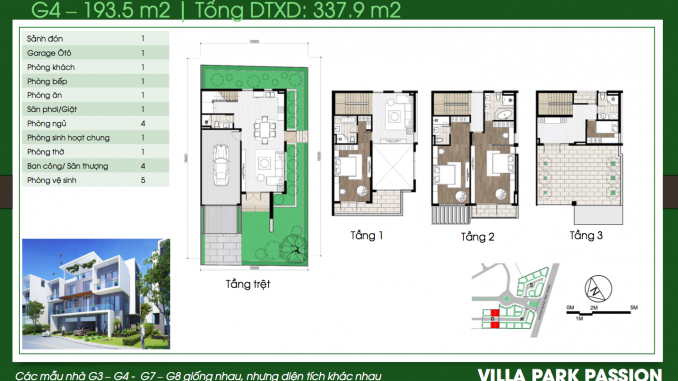 G4 – 193.5 m2 | Tổng DTXD: 337.9 m2
Sảnh đón 1
Garage Ôtô 1
Phòng khách 1
Phòng bếp 1
Phòng ăn 1
Sân phơi/Giặt 1
Phòng ngủ 4
Phòng sinh hoạt chung 1
Phòng thờ 1
Ban công/ Sân thượng 4
Phòng vệ sinh 5
Tầng trệt
Tầng 1
Tầng 2
Tầng 3
0M 2M 5M
1M
Các mẫu nhà G3 – G4 - G7 – G8 giống nhau, nhưng diện tích khác nhau
VILLA PARK PASSION